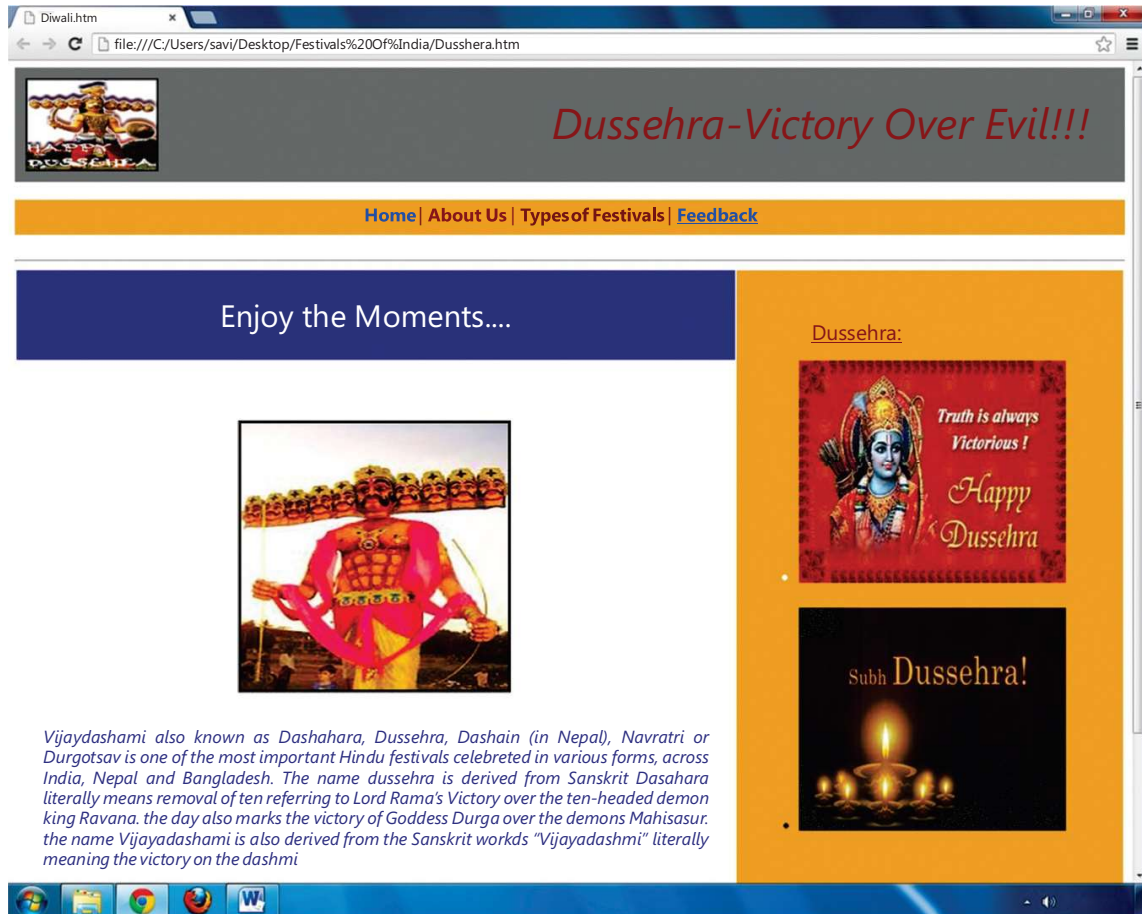 Diwali.htm
file:///C:/Users/savi/Desktop/Festivals%20Of%India/Dusshera.htm
HAPPY
DUSSEHRA
Dussehra-Victory Over Evil!!!
Home| About Us | Typesof Festivals | Feedback
Enjoy the Moments....
Dussehra:
Truth is always
Victorious !
Happy
Dussehra
Subh Dussehra!
Vijaydashami also known as Dashahara, Dussehra, Dashain (in Nepal), Navratri or
Durgotsav is one of the most important Hindu festivals celebreted in various forms, across
India, Nepal and Bangladesh. The name dussehra is derived from Sanskrit Dasahara
literally means removal of ten referring to Lord Rama's Victory over the ten-headed demon
king Ravana. the day also marks the victory of Goddess Durga over the demons Mahisasur.
the name Vijayadashami is also derived from the Sanskrit workds "Vijayadashmi" literally
meaning the victory on the dashmi
W